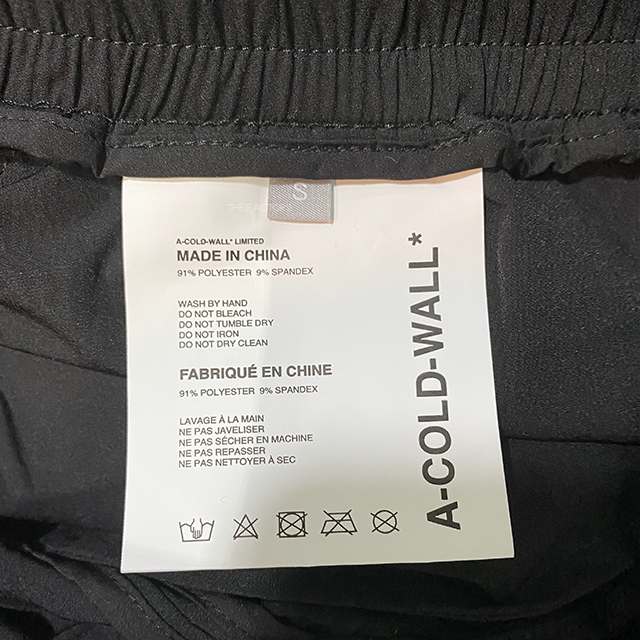 S
A-COLD-WALL* LIMITED
MADE IN CHINA
91% POLYESTER 9% SPANDEX
WASH BY HAND
DO NOT BLEACH
DO NOT TUMBLE DRY
DO NOT IRON
DO NOT DRY CLEAN
FABRIQUÉ EN CHINE
91% POLYESTER 9% SPANDEX
LAVAGE À LA MAIN
NE PAS JAVELISER
NE PAS SÉCHER EN MACHINE
NE PAS REPASSER
NE PAS NETTOYER À SEC
A-COLD-WALL*